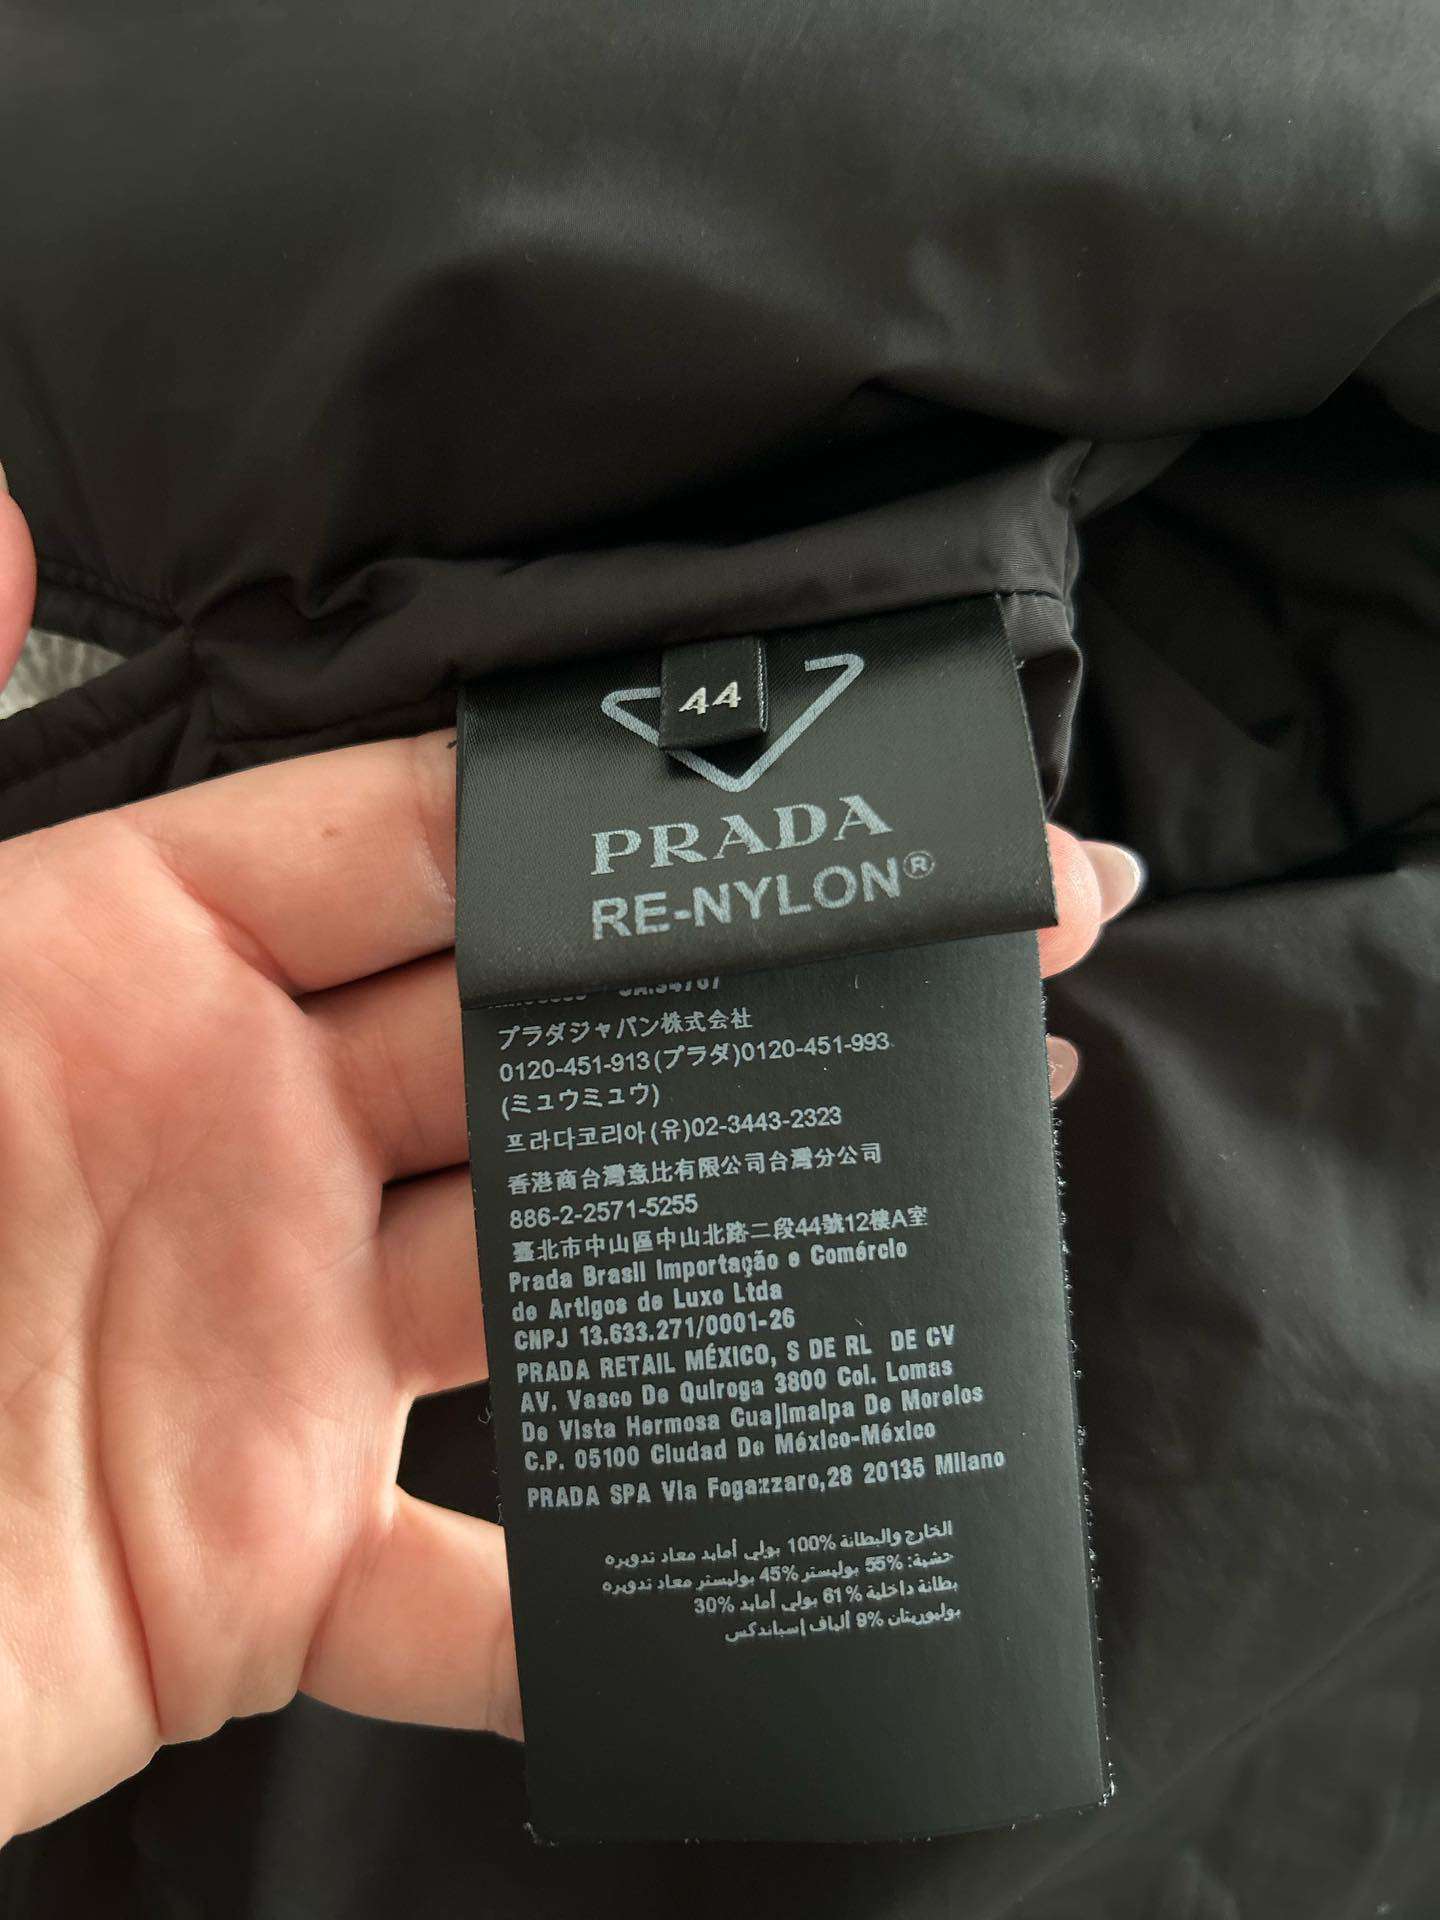 44
PRADA
RE-NYLON®
CA:34767
プラダジャパン株式会社
0120-451-913(プラダ)0120-451-993
(ミュウミュウ)
프라다코리아(유)02-3443-2323
香港商台灣意比有限公司台灣分公司
886-2-2571-5255
臺北市中山區中山北路二段44號12樓A室
Prada Brasil Importação e Comércio
de Artigos de Luxo Ltda
CNPJ 13.633.271/0001-26
PRADA RETAIL MÉXICO, S DE RL DE CV
AV. Vasco De Quiroga 3800 Col. Lomas
De Vista Hermosa Cuajimalpa De Morelos
C.P. 05100 Ciudad De México-México
PRADA SPA Via Fogazzaro,28 20135 Milano
الخارج والبطانة 100% بولي أمايد معاد تدويره
حشية: 55% بوليستر 45% بوليستر معاد تدويره
بطانة داخلية 61% بولي أمايد 30%
بوليوريتان 9% ألياف إسباندكس